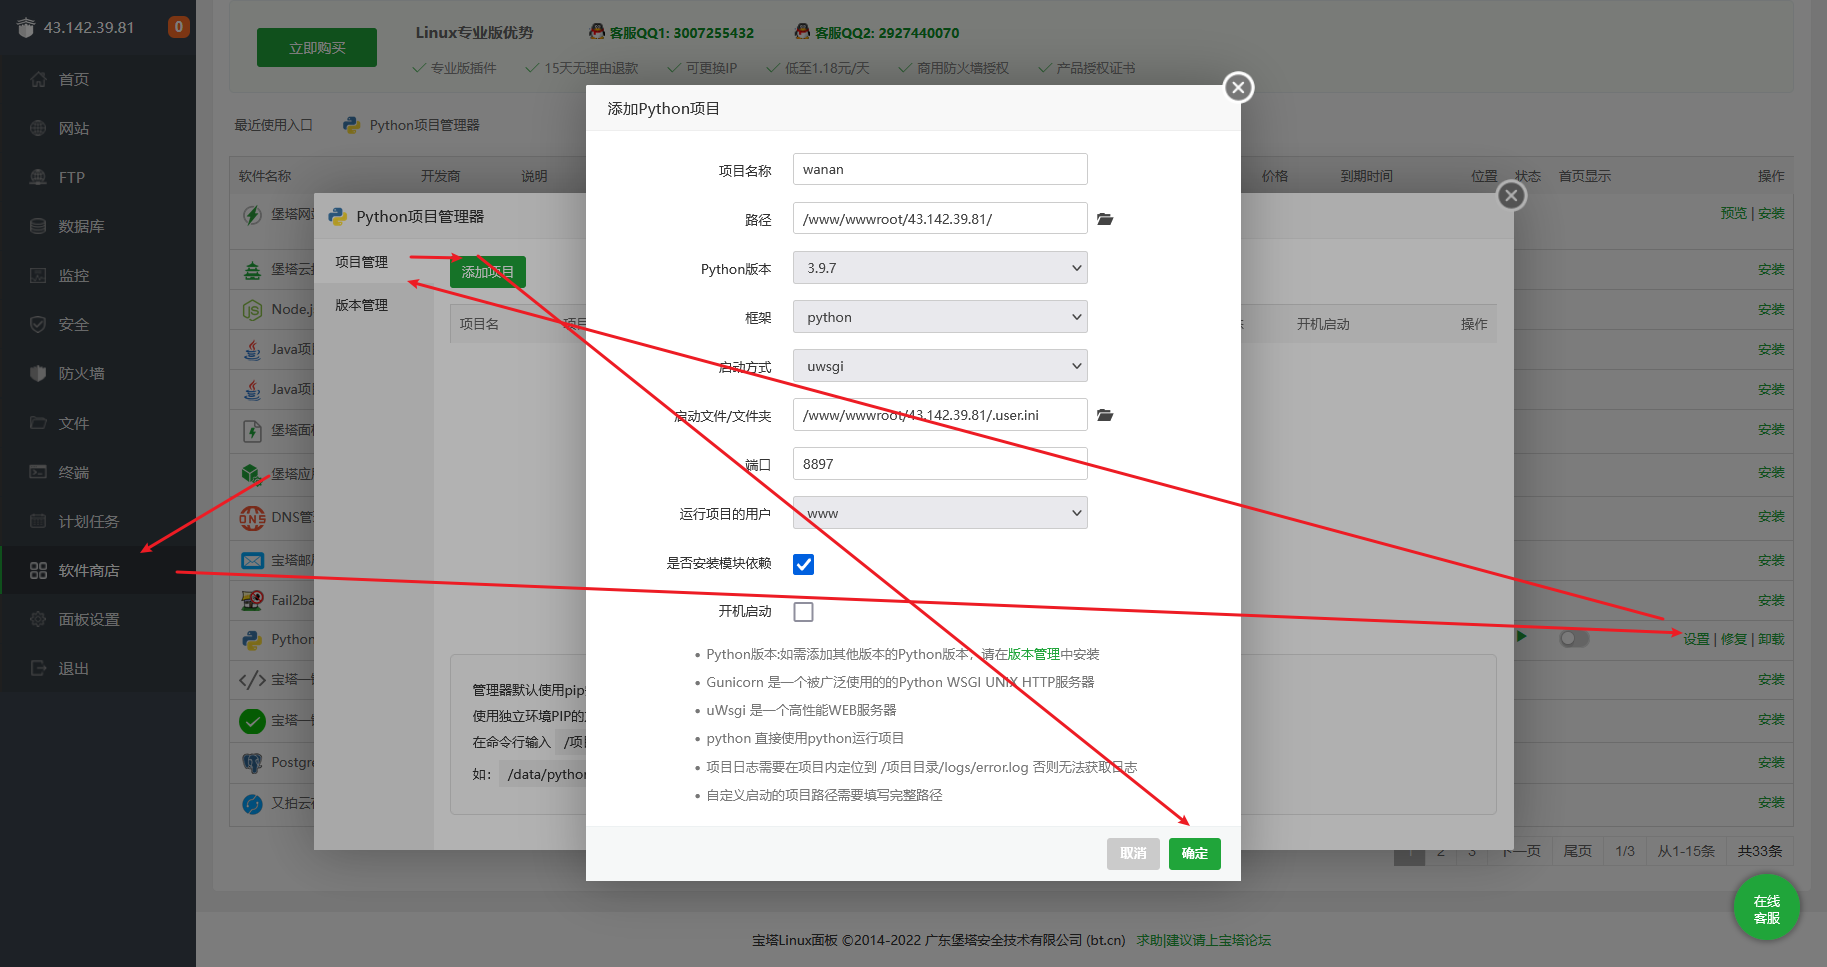 43.142.39.81
0
首页
网站
FTP
数据库
监控
安全
防火墙
文件
终端
计划任务
软件商店
面板设置
退出
立即购买
Linux专业版优势
客服QQ1: 3007255432
客服QQ2: 2927440070
专业版插件
15天无理由退款
可更换IP
低至1.18元/天
商用防火墙授权
产品授权证书
最近使用入口
Python项目管理器
软件名称
开发商
说明
价格
到期时间
位置
状态
首页显示
操作
堡塔网
预览 | 安装
堡塔云
安装
Node.j
安装
Java项
安装
Java项
安装
堡塔面
安装
堡塔应
安装
DNS管
安装
宝塔邮
安装
Fail2ba
安装
Python
设置 | 修复 | 卸载
宝塔一
安装
宝塔一
安装
Postgre
安装
又拍云
安装
1
2
3
下一页
尾页
1/3
从1-15条
共33条
Python项目管理器
项目管理
版本管理
添加项目
项目名
项目
开机启动
操作
管理器默认使用pip
使用独立环境PIP的
在命令行输入
/项目
如：
/data/python
添加Python项目
项目名称
wanan
路径
/www/wwwroot/43.142.39.81/
Python版本
3.9.7
框架
python
启动方式
uwsgi
启动文件/文件夹
/www/wwwroot/43.142.39.81/.user.ini
端口
8897
运行项目的用户
www
是否安装模块依赖
开机启动
Python版本:如需添加其他版本的Python版本，请在版本管理中安装
Gunicorn 是一个被广泛使用的的Python WSGI UNIX HTTP服务器
uWsgi 是一个高性能WEB服务器
python 直接使用python运行项目
项目日志需要在项目内定位到 /项目目录/logs/error.log 否则无法获取日志
自定义启动的项目路径需要填写完整路径
取消
确定
在线
客服
宝塔Linux面板 ©2014-2022 广东堡塔安全技术有限公司 (bt.cn)
求助|建议请上宝塔论坛